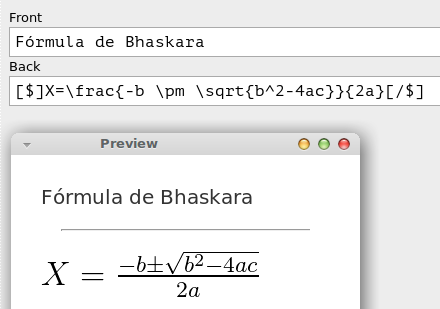 Front
Fórmula de Bhaskara
Back
[$]X=\frac{-b \pm \sqrt{b^2-4ac}}{2a}[/$]
Preview
Fórmula de Bhaskara
X = \frac{-b±\sqrt{b^2-4ac}}{2a}